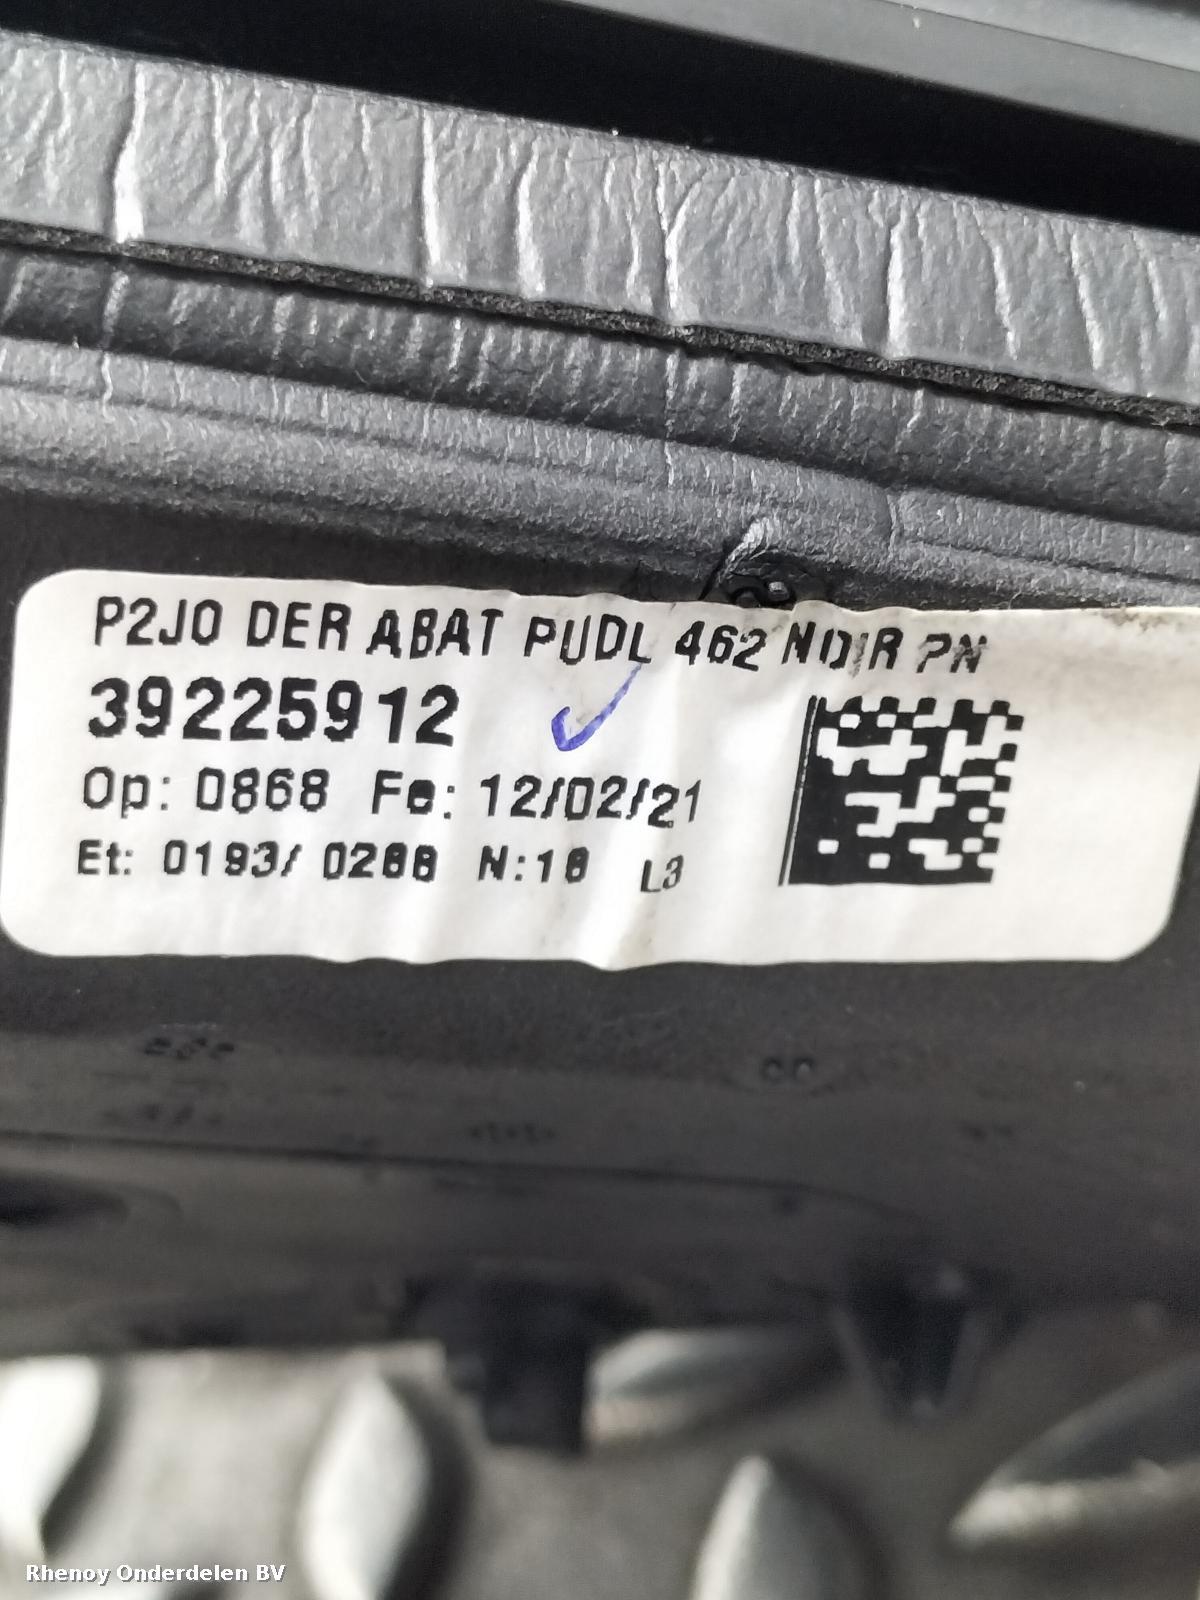 P2JO DER ABAT PUDL 462 NOIR PN
39225912
Op: 0868 Fe: 12/02/21
Et: 0193/ 0288 N:18 L3
Rhenoy Onderdelen BV